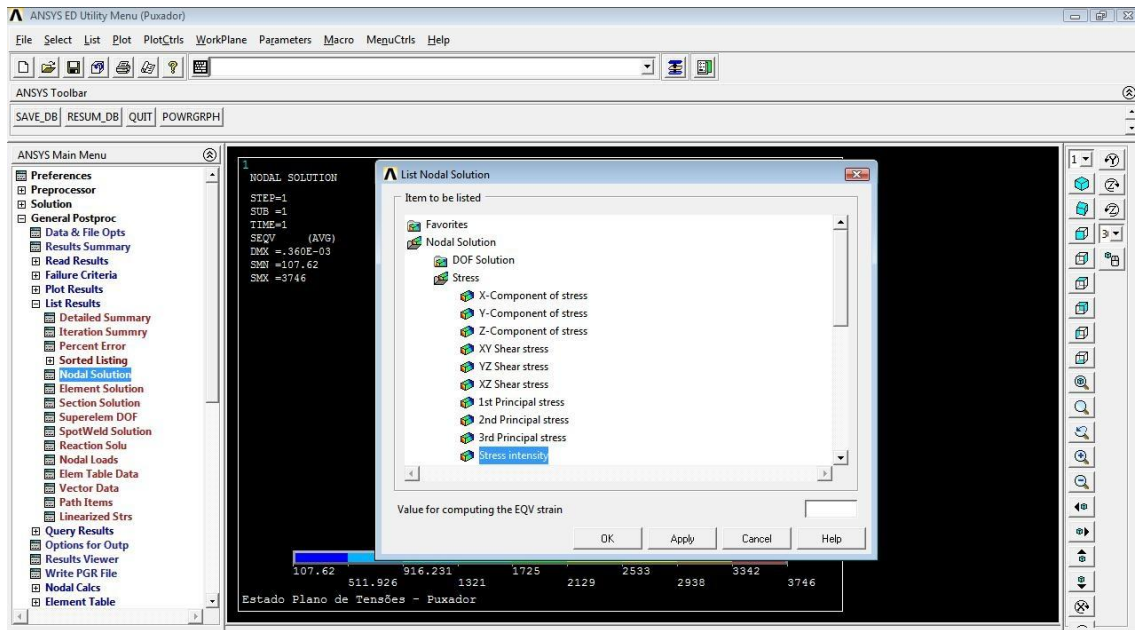 ANSYS ED Utility Menu (Puxador)
File Select List Plot PlotCtrls WorkPlane Parameters Macro MenuCtrls Help
ANSYS Toolbar
SAVE_DB RESUM_DB QUIT POWRGRPH
ANSYS Main Menu
Preferences
Preprocessor
Solution
General Postproc
Data & File Opts
Results Summary
Read Results
Failure Criteria
Plot Results
List Results
Detailed Summary
Iteration Summry
Percent Error
Sorted Listing
Nodal Solution
Element Solution
Section Solution
Superelem DOF
SpotWeld Solution
Reaction Solu
Nodal Loads
Elem Table Data
Vector Data
Path Items
Linearized Strs
Query Results
Options for Outp
Results Viewer
Write PGR File
Nodal Calcs
Element Table
1
NODAL SOLUTION
STEP=1
SUB =1
TIME=1
SEQV (AVG)
DMX =.360E-03
SMN =107.62
SMX =3746
List Nodal Solution
Item to be listed
Favorites
Nodal Solution
DOF Solution
Stress
X-Component of stress
Y-Component of stress
Z-Component of stress
XY Shear stress
YZ Shear stress
XZ Shear stress
1st Principal stress
2nd Principal stress
3rd Principal stress
Stress intensity
Value for computing the EQV strain
OK Apply Cancel Help
107.62 916.231 1725 2533 3342
511.926 1321 2129 2938 3746
Estado Plano de Tensões - Puxador
1